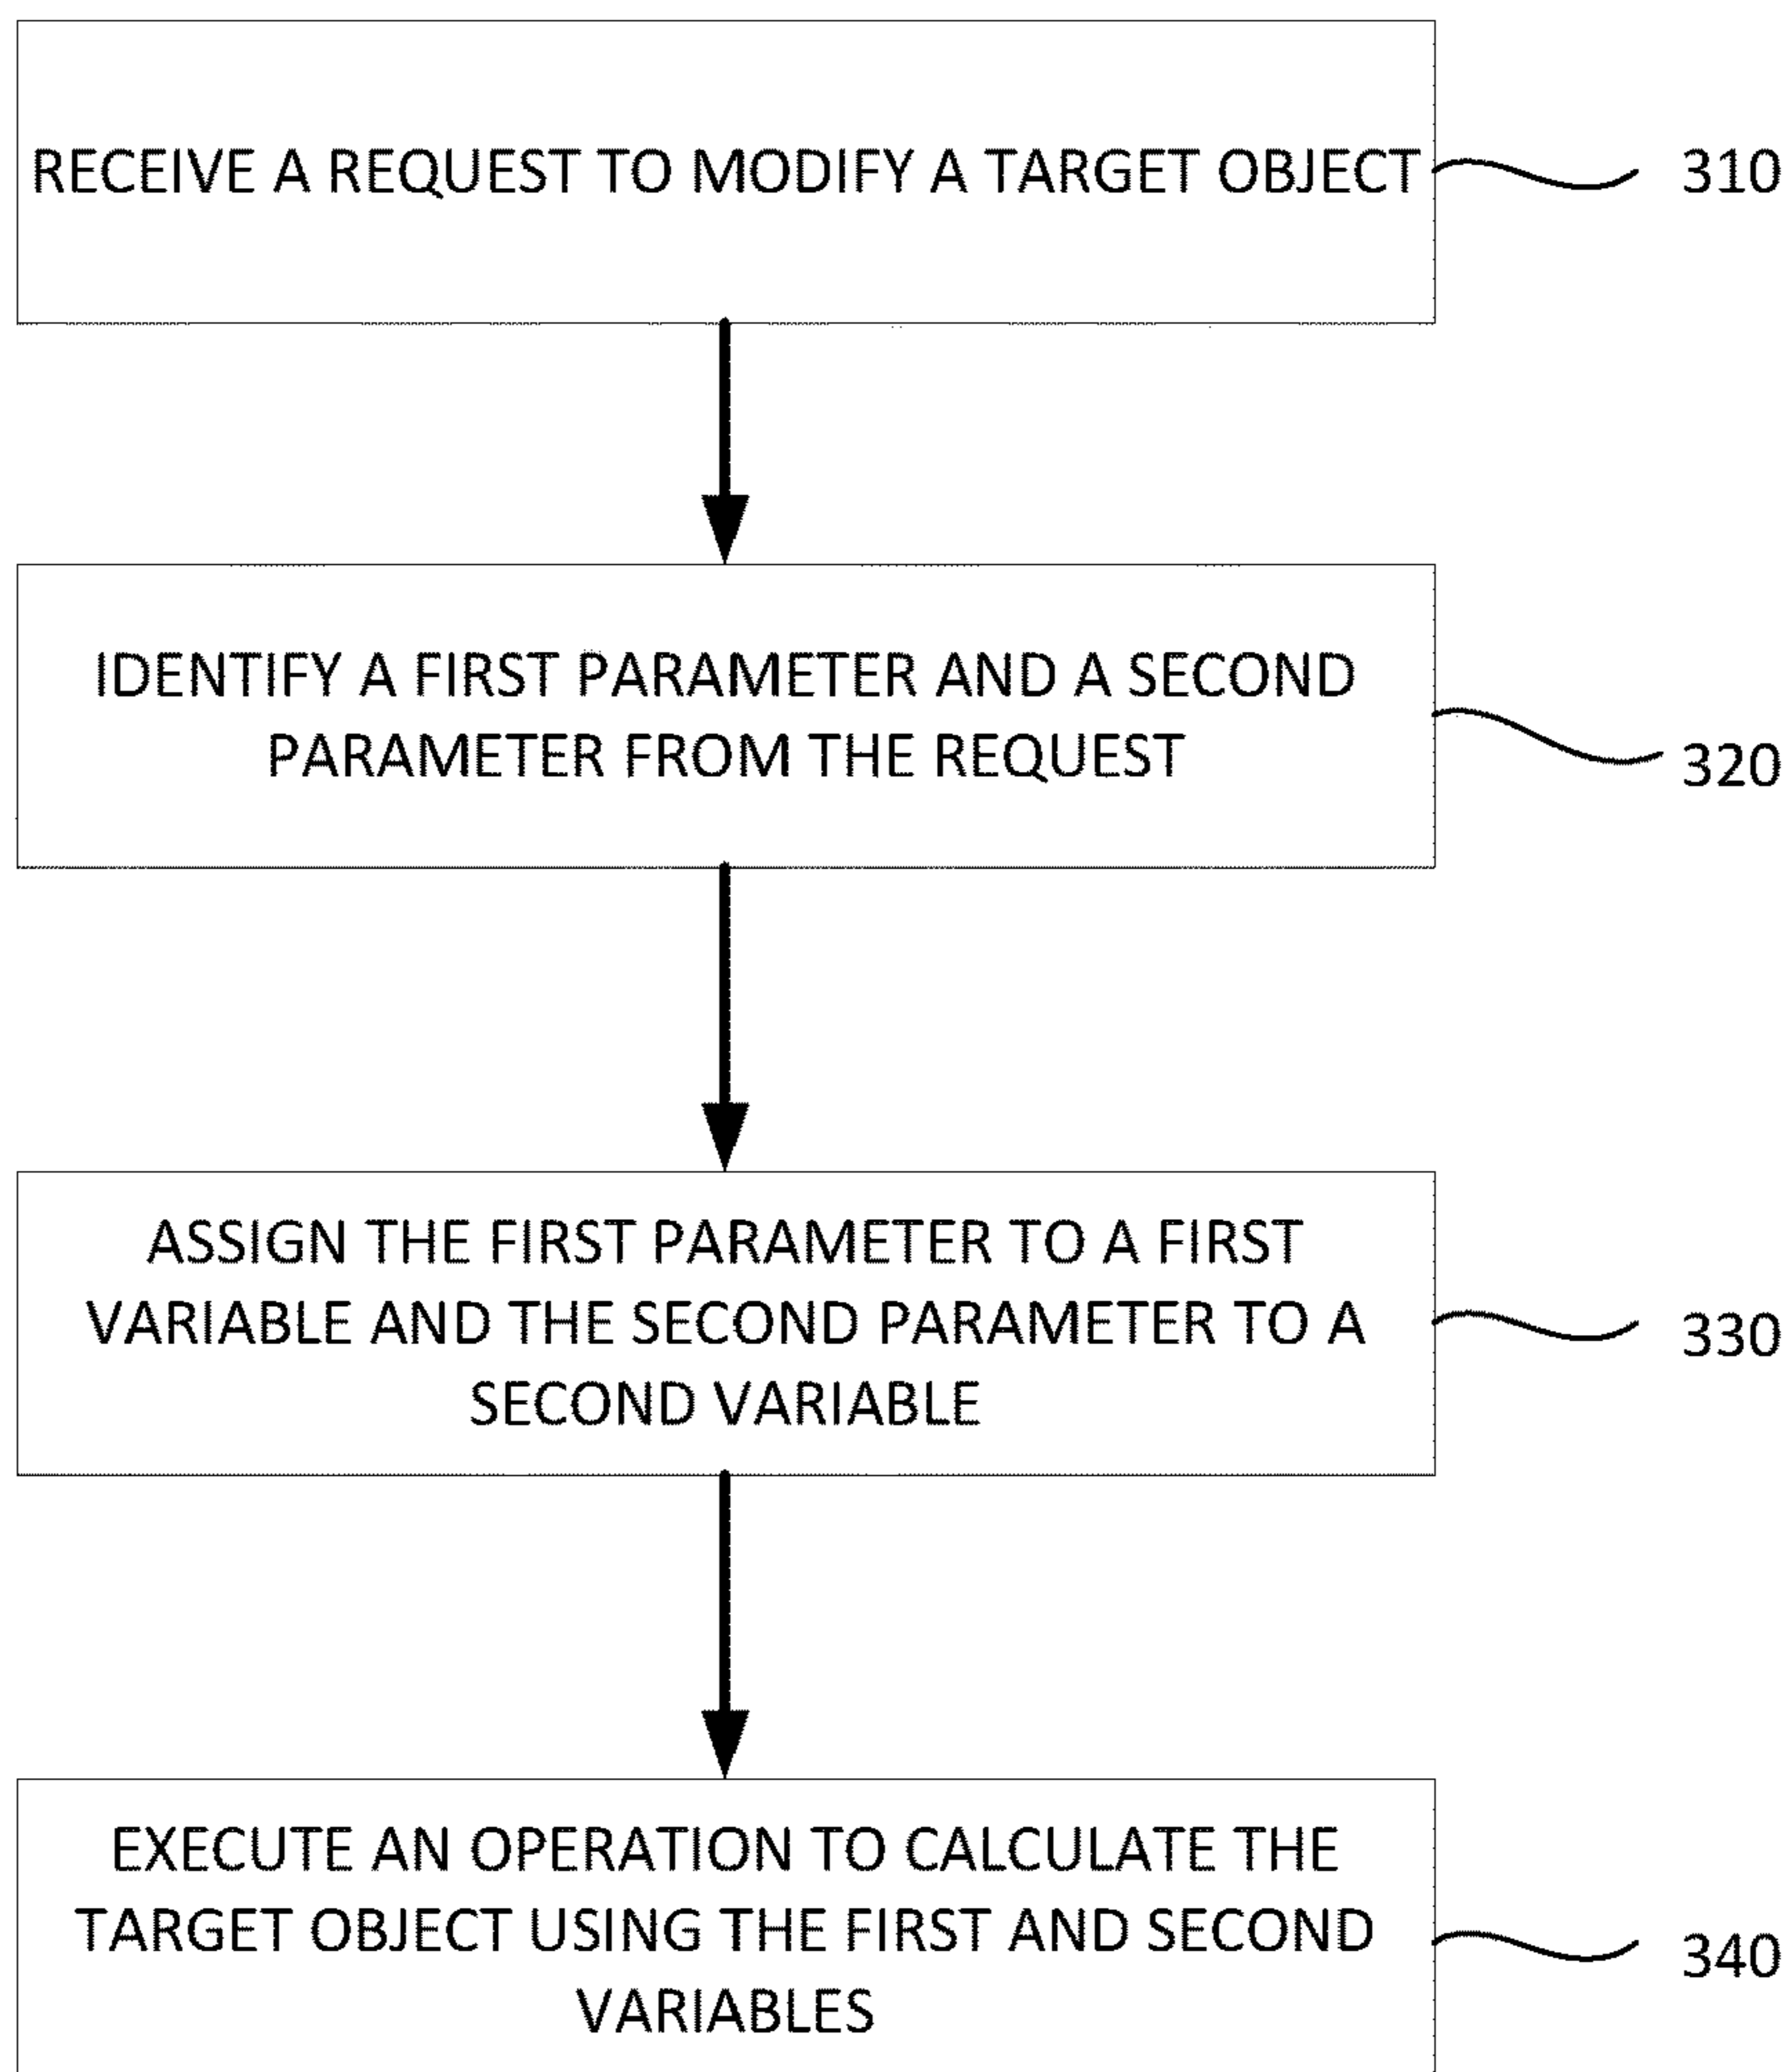 RECEIVE A REQUEST TO MODIFY A TARGET OBJECT
310
IDENTIFY A FIRST PARAMETER AND A SECOND
PARAMETER FROM THE REQUEST
320
ASSIGN THE FIRST PARAMETER TO A FIRST
VARIABLE AND THE SECOND PARAMETER TO A
SECOND VARIABLE
330
EXECUTE AN OPERATION TO CALCULATE THE
TARGET OBJECT USING THE FIRST AND SECOND
VARIABLES
340